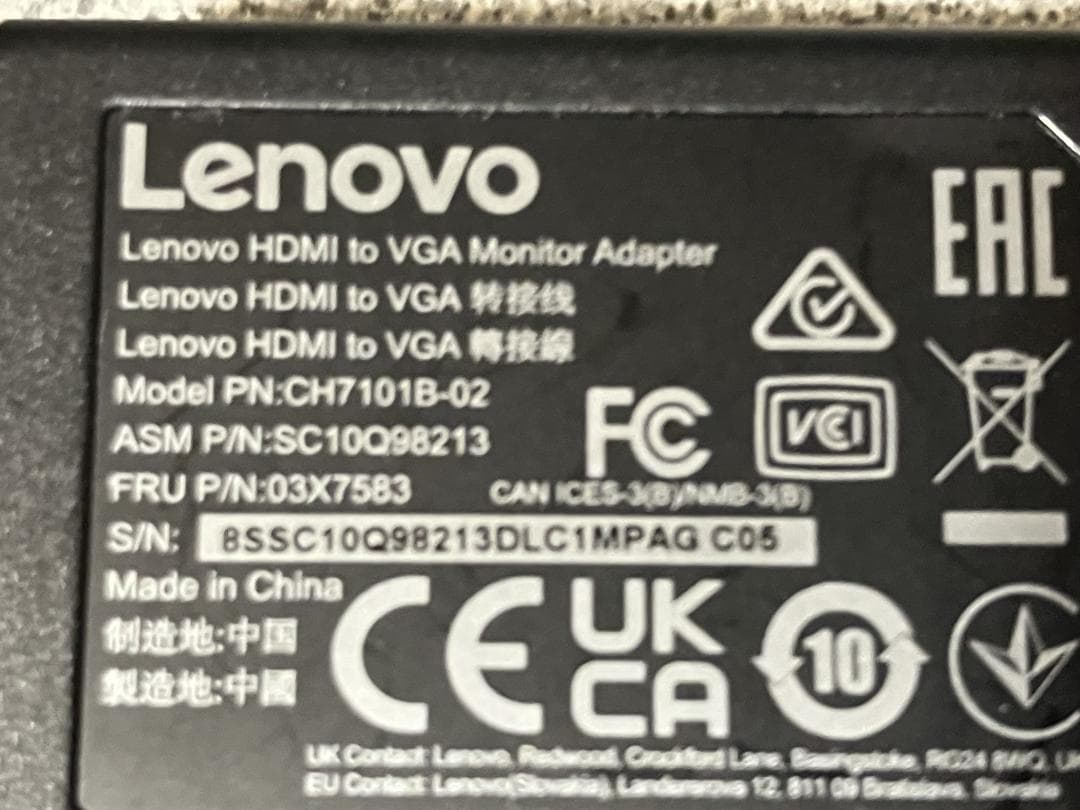 Lenovo
EAC
Lenovo HDMI to VGA Monitor Adapter
Lenovo HDMI to VGA 转接线
Lenovo HDMI to VGA 轉接線
Model PN:CH7101B-02
ASM P/N:SC10Q98213
FRU P/N:03X7583
FC
VCI
CAN ICES-3(B)/NMB-3(B)
S/N: 8SSC10Q98213DLC1MPAG C05
Made in China
制造地:中国
製造地:中國
CE
UK
CA
10
UK Contact: Lenovo, Redwood, Crockford Lane, Basingstoke, RG24 8WQ, UK
EU Contact: Lenovo(Slovakia), Landererova 12, 811 09 Bratislava, Slovakia